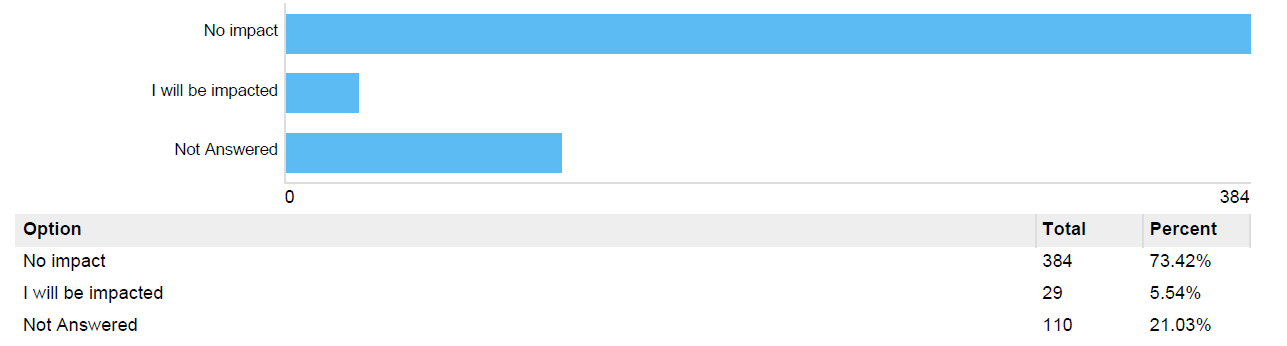 No impact
I will be impacted
Not Answered
0 384
Option Total Percent
No impact 384 73.42%
I will be impacted 29 5.54%
Not Answered 110 21.03%